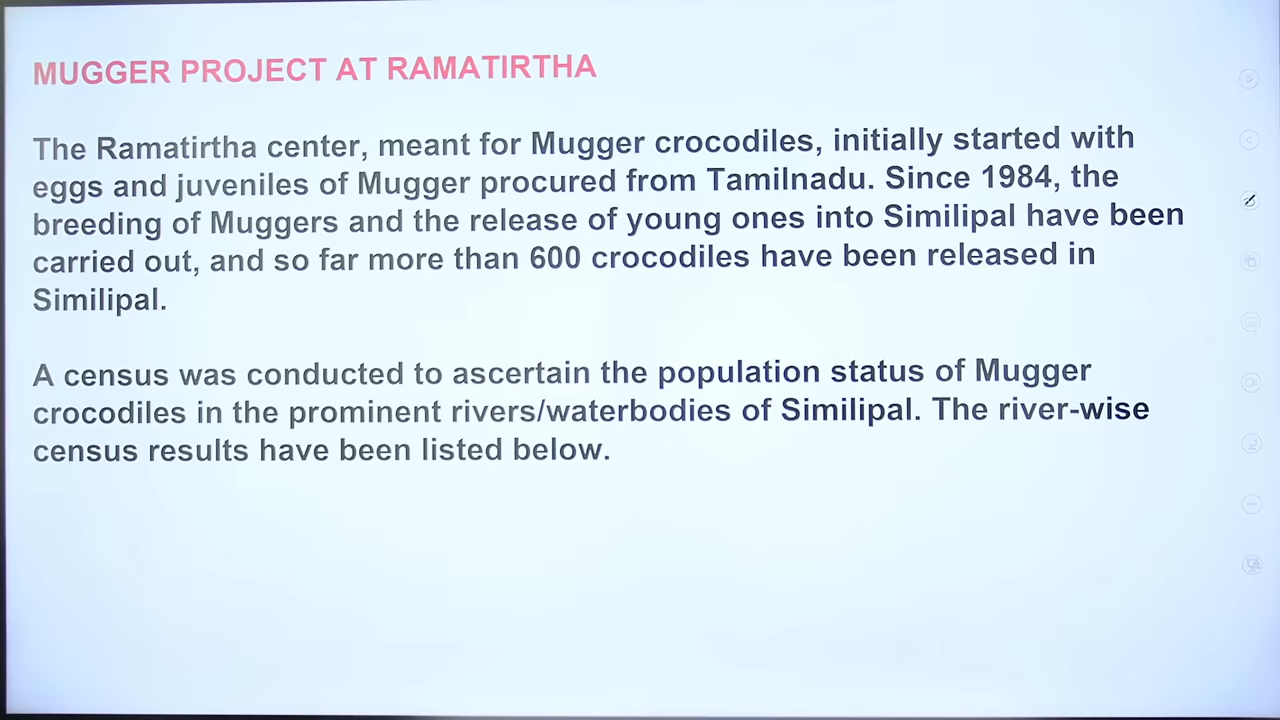 MUGGER PROJECT AT RAMATIRTHA
The Ramatirtha center, meant for Mugger crocodiles, initially started with
eggs and juveniles of Mugger procured from Tamilnadu. Since 1984, the
breeding of Muggers and the release of young ones into Similipal have been
carried out, and so far more than 600 crocodiles have been released in
Similipal.
A census was conducted to ascertain the population status of Mugger
crocodiles in the prominent rivers/waterbodies of Similipal. The river-wise
census results have been listed below.